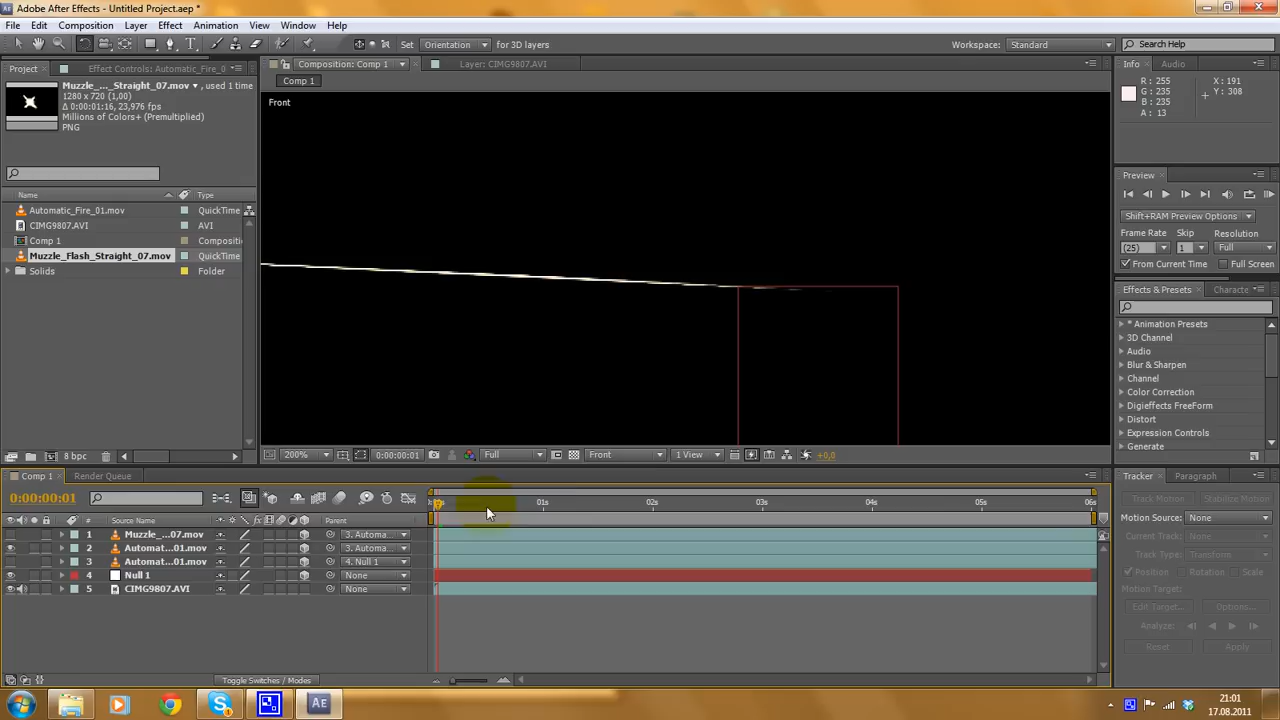 Adobe After Effects - Untitled Project.aep *
File Edit Composition Layer Effect Animation View Window Help
Set Orientation for 3D layers
Workspace: Standard
Search Help
Project Effect Controls: Automatic_Fire_0
Composition: Comp 1
Layer: CIMG9807.AVI
Info Audio
Muzzle_..._Straight_07.mov , used 1 time
1280 x 720 (1,00)
Δ 0:00:01:16, 23,976 fps
Millions of Colors+ (Premultiplied)
PNG
Comp 1
Front
R: 255
G: 235
B: 235
A: 13
X: 191
Y: 308
Preview
Shift+RAM Preview Options
Frame Rate Skip Resolution
(25) 1 Full
From Current Time Full Screen
Name Type
Automatic_Fire_01.mov QuickTime
CIMG9807.AVI AVI
Comp 1 Compositi
Muzzle_Flash_Straight_07.mov QuickTime
Solids Folder
Effects & Presets Characte
* Animation Presets
3D Channel
Audio
Blur & Sharpen
Channel
Color Correction
Digieffects FreeForm
Distort
Expression Controls
Generate
8 bpc
200% 0:00:00:01 Full Front 1 View +0,0
Comp 1 Render Queue
Tracker Paragraph
0:00:00:01
01s 02s 03s 04s 05s 06s
# Source Name Parent
1 Muzzle_...07.mov 3. Automa...
2 Automat...01.mov 3. Automa...
3 Automat...01.mov 4. Null 1
4 Null 1 None
5 CIMG9807.AVI None
Track Motion Stabilize Motion
Motion Source: None
Current Track: None
Track Type: Transform
Position Rotation Scale
Motion Target:
Edit Target... Options...
Analyze:
Reset Apply
Toggle Switches / Modes
21:01
17.08.2011